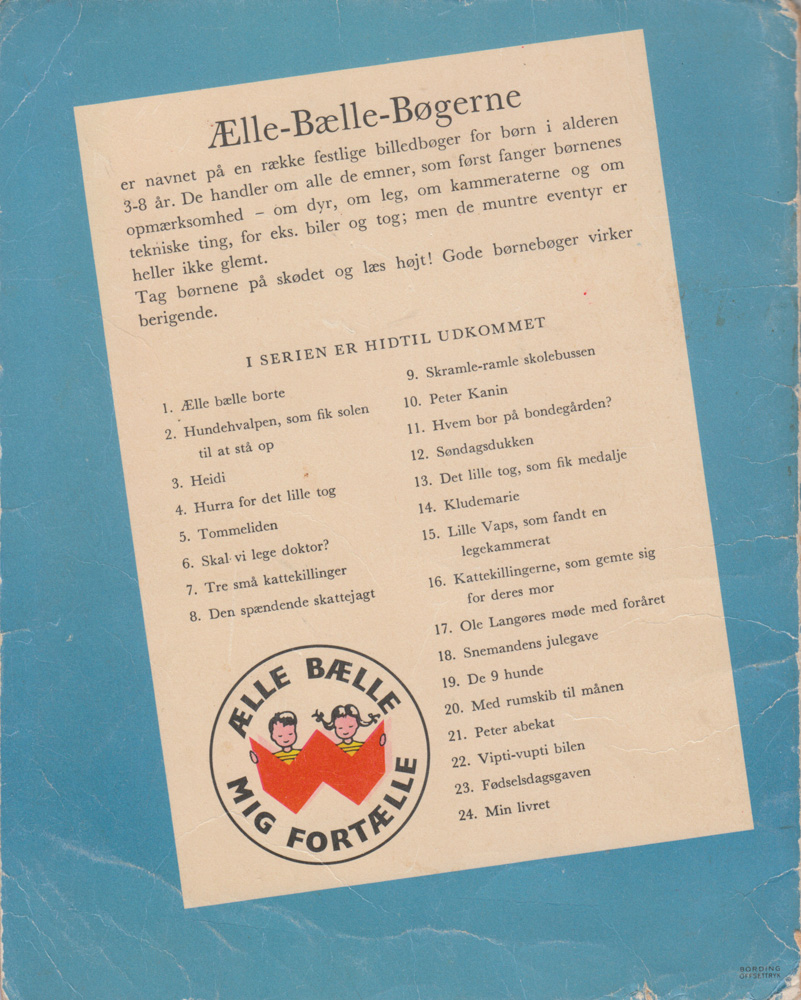 Ælle-Bælle-Bøgerne
er navnet på en række festlige billedbøger for børn i alderen
3-8 år. De handler om alle de emner, som først fanger børnenes
opmærksomhed – om dyr, om leg, om kammeraterne og om
tekniske ting, for eks. biler og tog; men de muntre eventyr er
heller ikke glemt.
Tag børnene på skødet og læs højt! Gode børnebøger virker
berigende.
I SERIEN ER HIDTIL UDKOMMET
1. Ælle bælle borte
2. Hundehvalpen, som fik solen
til at stå op
3. Heidi
4. Hurra for det lille tog
5. Tommeliden
6. Skal vi lege doktor?
7. Tre små kattekillinger
8. Den spændende skattejagt
9. Skramle-ramle skolebussen
10. Peter Kanin
11. Hvem bor på bondegården?
12. Søndagsdukken
13. Det lille tog, som fik medalje
14. Kludemarie
15. Lille Vaps, som fandt en
legekammerat
16. Kattekillingerne, som gemte sig
for deres mor
17. Ole Langøres møde med foråret
18. Snemandens julegave
19. De 9 hunde
20. Med rumskib til månen
21. Peter abekat
22. Vipti-vupti bilen
23. Fødselsdagsgaven
24. Min livret
ÆLLE BÆLLE
MIG FORTÆLLE
BORDING
OFFSETTRYK